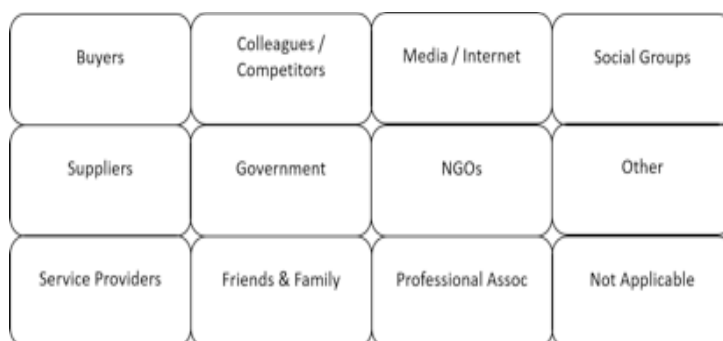 Buyers
Colleagues /
Competitors
Media / Internet
Social Groups
Suppliers
Government
NGOs
Other
Service Providers
Friends & Family
Professional Assoc
Not Applicable